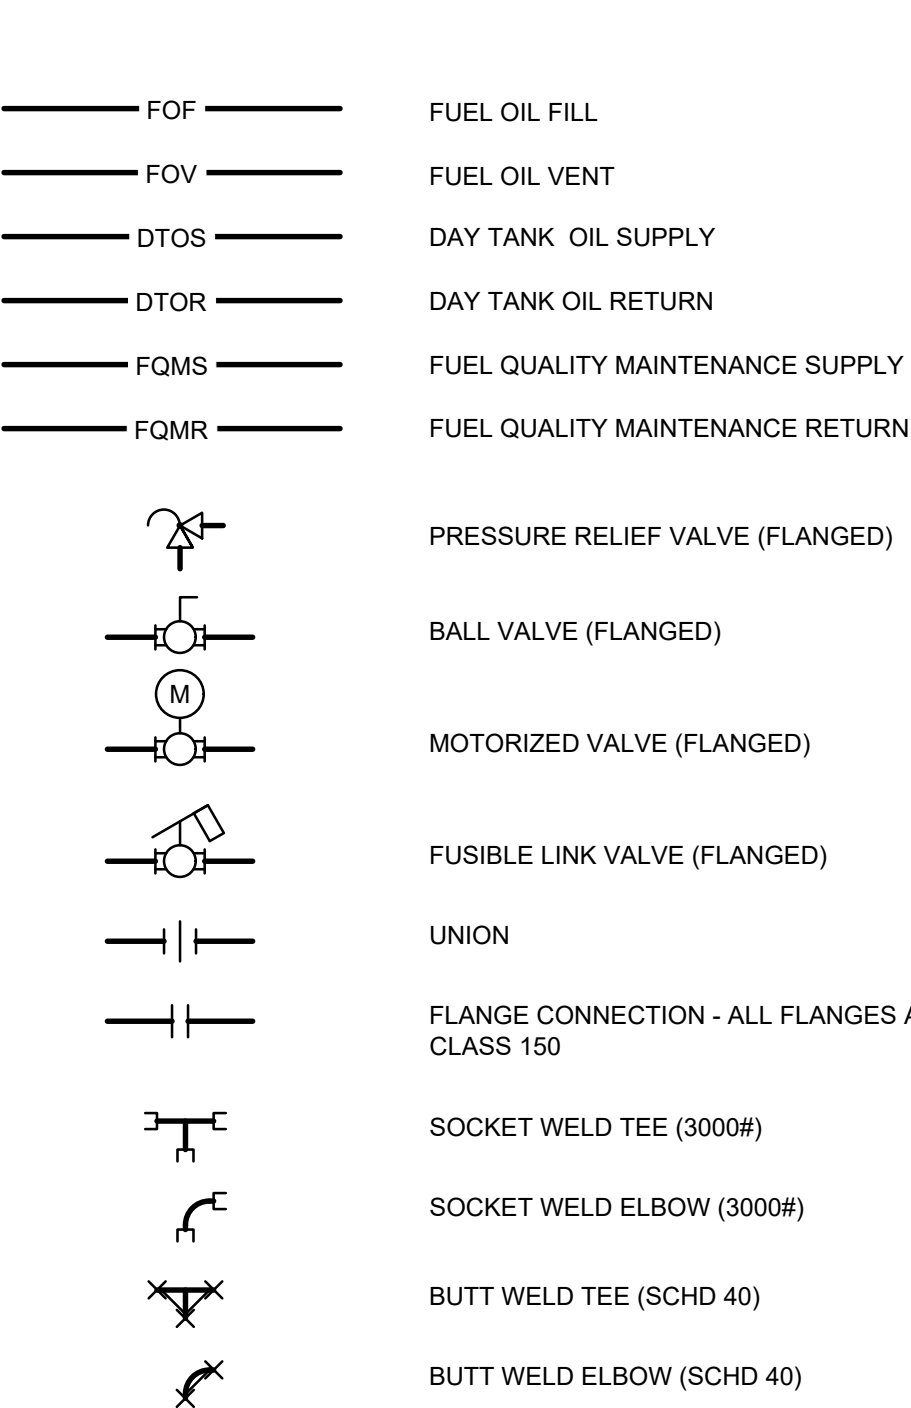 FOF FUEL OIL FILL
FOV FUEL OIL VENT
DTOS DAY TANK OIL SUPPLY
DTOR DAY TANK OIL RETURN
FQMS FUEL QUALITY MAINTENANCE SUPPLY
FQMR FUEL QUALITY MAINTENANCE RETURN
PRESSURE RELIEF VALVE (FLANGED)
BALL VALVE (FLANGED)
M
MOTORIZED VALVE (FLANGED)
FUSIBLE LINK VALVE (FLANGED)
UNION
FLANGE CONNECTION - ALL FLANGES
CLASS 150
SOCKET WELD TEE (3000#)
SOCKET WELD ELBOW (3000#)
BUTT WELD TEE (SCHD 40)
BUTT WELD ELBOW (SCHD 40)